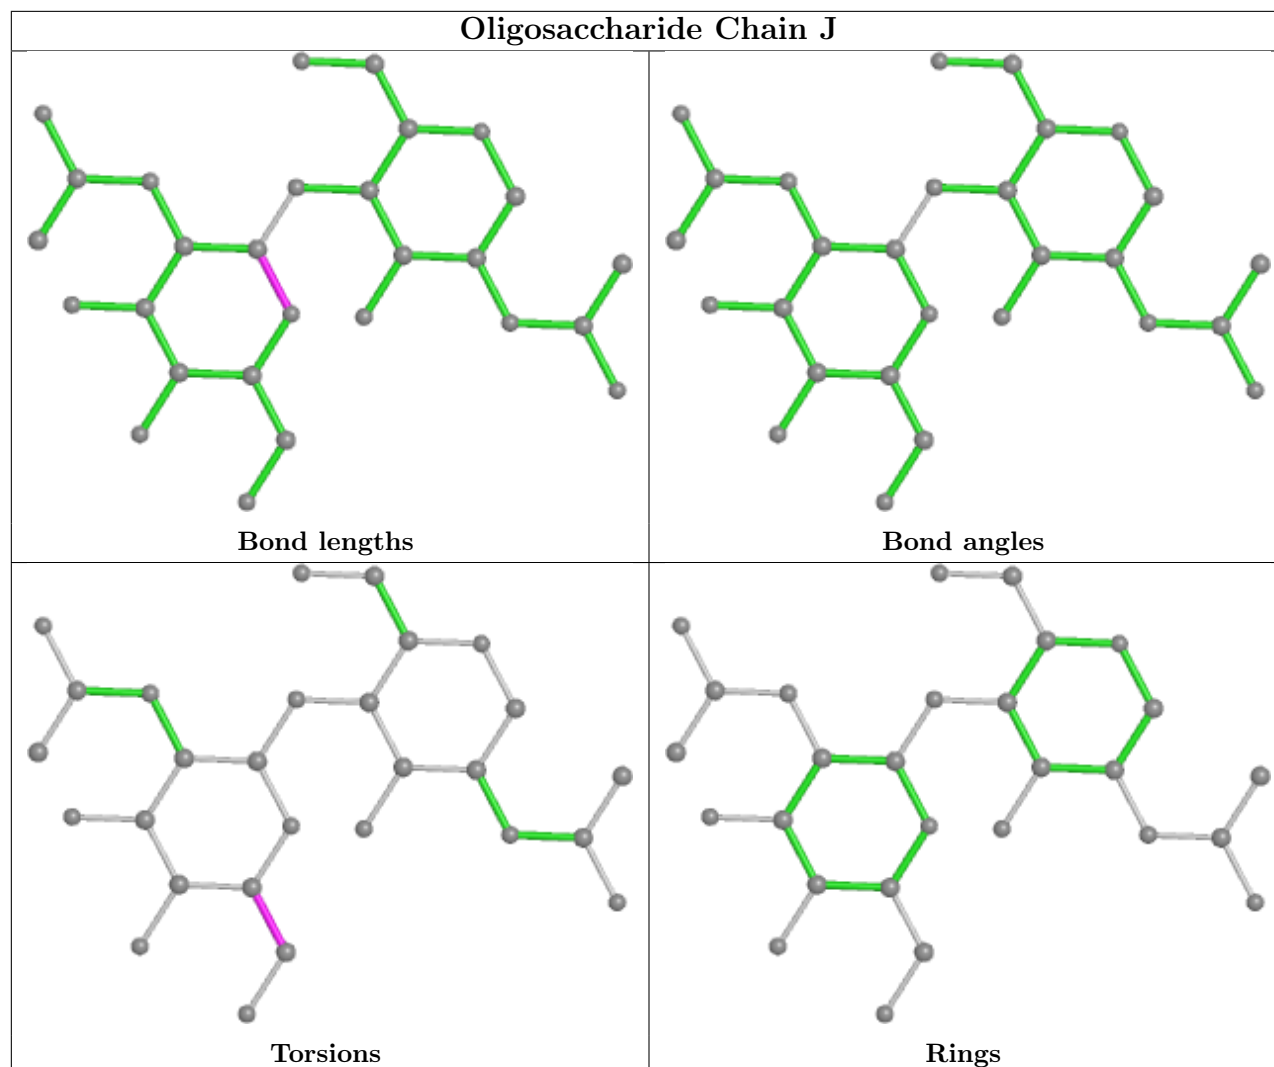 Oligosaccharide Chain J
Bond lengths
Bond angles
Torsions
Rings